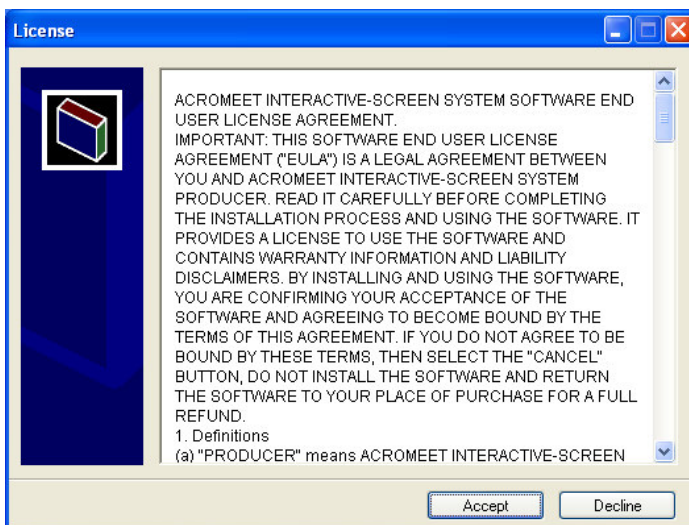 License
ACROMEET INTERACTIVE-SCREEN SYSTEM SOFTWARE END
USER LICENSE AGREEMENT.
IMPORTANT: THIS SOFTWARE END USER LICENSE
AGREEMENT ("EULA") IS A LEGAL AGREEMENT BETWEEN
YOU AND ACROMEET INTERACTIVE-SCREEN SYSTEM
PRODUCER. READ IT CAREFULLY BEFORE COMPLETING
THE INSTALLATION PROCESS AND USING THE SOFTWARE. IT
PROVIDES A LICENSE TO USE THE SOFTWARE AND
CONTAINS WARRANTY INFORMATION AND LIABILITY
DISCLAIMERS. BY INSTALLING AND USING THE SOFTWARE,
YOU ARE CONFIRMING YOUR ACCEPTANCE OF THE
SOFTWARE AND AGREEING TO BECOME BOUND BY THE
TERMS OF THIS AGREEMENT. IF YOU DO NOT AGREE TO BE
BOUND BY THESE TERMS, THEN SELECT THE "CANCEL"
BUTTON, DO NOT INSTALL THE SOFTWARE AND RETURN
THE SOFTWARE TO YOUR PLACE OF PURCHASE FOR A FULL
REFUND.
1. Definitions
(a) "PRODUCER" means ACROMEET INTERACTIVE-SCREEN
Accept
Decline